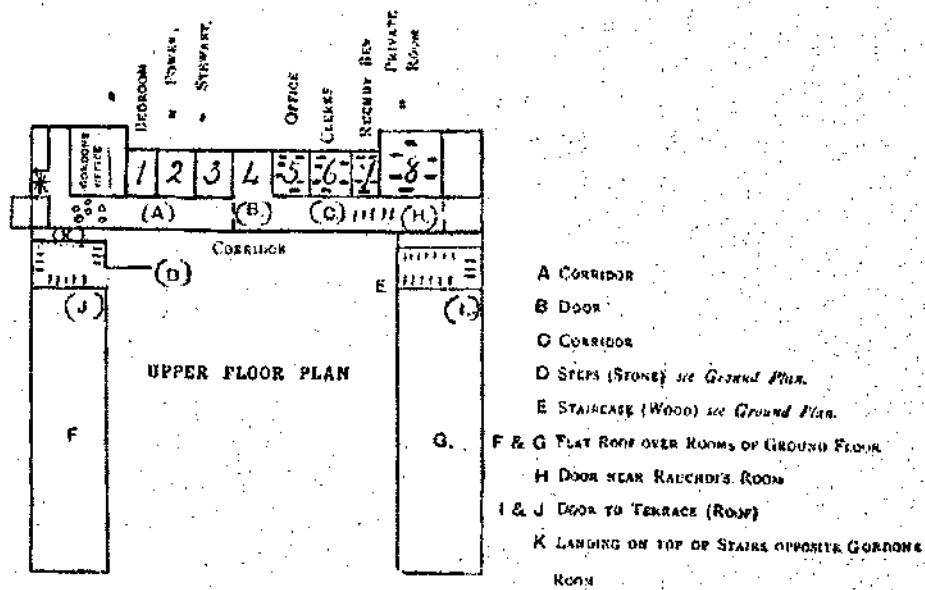 BEDROOM
" POWER,
" STEWART,
OFFICE
CLERKS
PRIVATE
ROOM
"
GORDONS
OFFICE
1 2 3 4 5 6 7 8
(A) (B. (C.) (H.)
(K)
CORRIDOR
(D)
E
(J) (I.)
UPPER FLOOR PLAN
F
G.
A CORRIDOR
B DOOR
C CORRIDOR
D STEPS (STONE) see Ground Plan.
E STAIRCASE (WOOD) see Ground Plan.
F & G FLAT ROOF OVER ROOMS OF GROUND FLOOR
H DOOR NEAR RAUCHDI'S ROOM
I & J DOOR TO TERRACE (ROOF)
K LANDING ON TOP OF STAIRS OPPOSITE GORDONS
ROOM